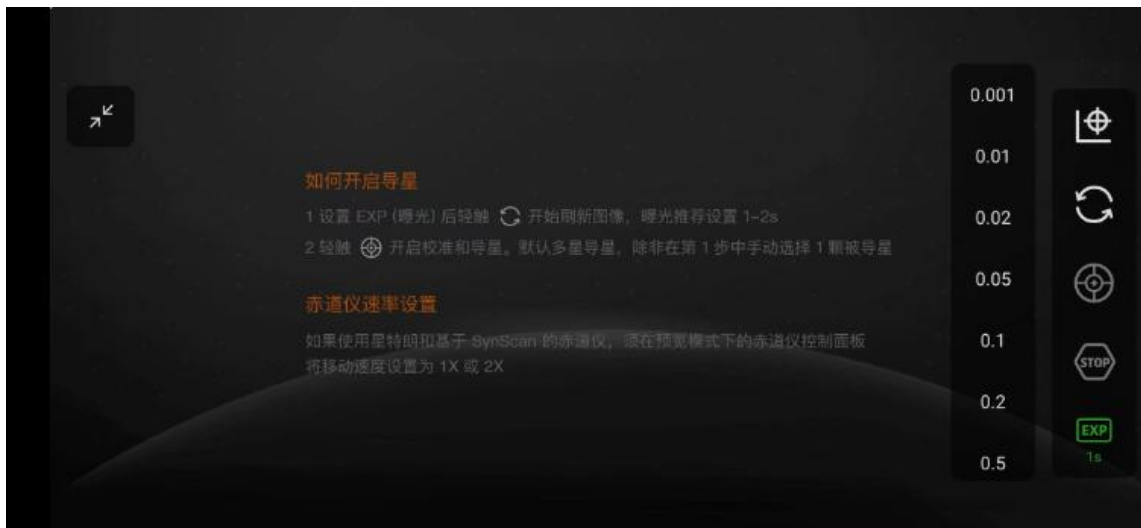 如何开启导星
1 设置 EXP (曝光) 后轻触 开始刷新图像，曝光推荐设置 1-2s
2 轻触 开启校准和导星。默认多星导星，除非在第 1 步中手动选择 1 颗被导星
赤道仪速率设置
如果使用星特朗和基于 SynScan 的赤道仪，须在预览模式下的赤道仪控制面板
将移动速度设置为 1X 或 2X
0.001
0.01
0.02
0.05
0.1
0.2
0.5
STOP
EXP
1s